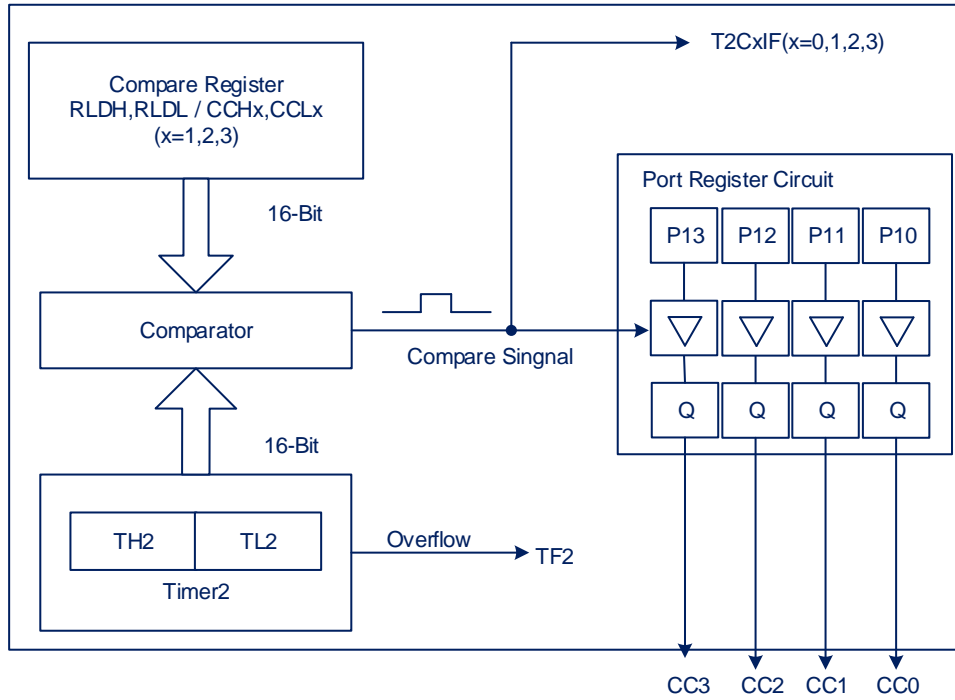 T2CxIF(x=0,1,2,3)
Compare Register
RLDH,RLDL / CCHx,CCLx
(x=1,2,3)
16-Bit
Port Register Circuit
P13 P12 P11 P10
Comparator
Compare Singnal
Q Q Q Q
16-Bit
TH2 TL2
Timer2
Overflow
TF2
CC3 CC2 CC1 CC0